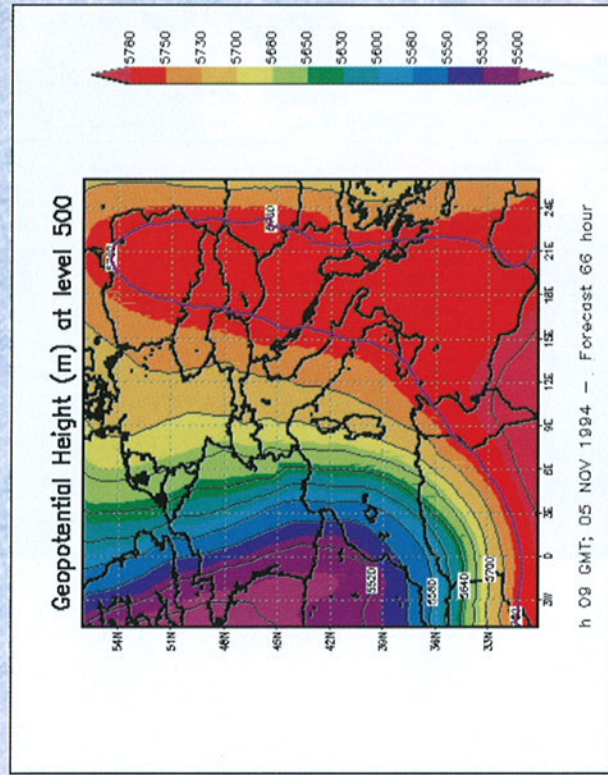 Geopotential Height (m) at level 500
5780
5750
5730
5700
5680
5650
5630
5600
5580
5550
5530
5500
54N
51N
48N
45N
42N
39N
36N
33N
3W
0
3E
6E
9E
12E
15E
18E
21E
24E
5520
5580
5640
5700
h 09 GMT; 05 NOV 1994 – . Forecast 66 hour